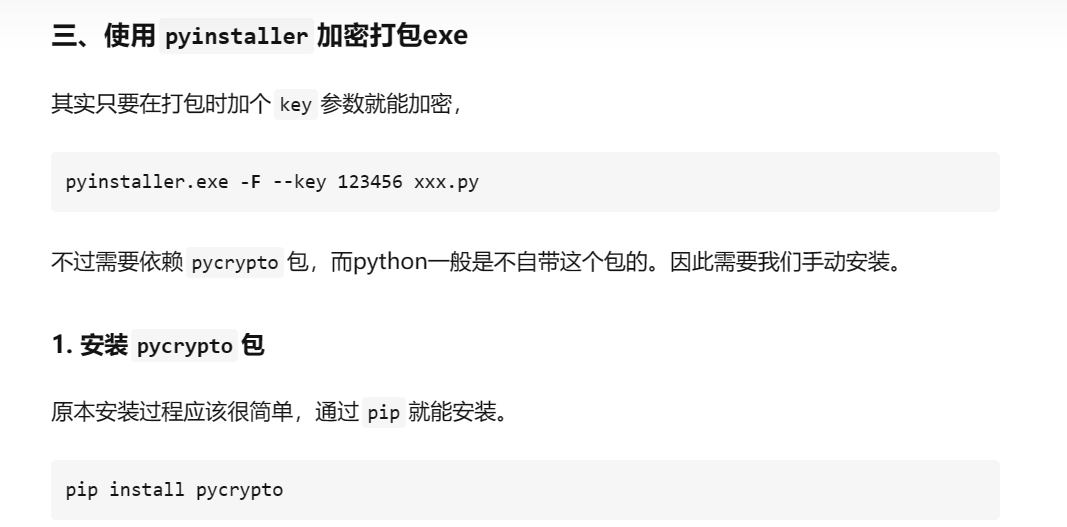 三、使用 pyinstaller 加密打包exe
其实只要在打包时加个 key 参数就能加密，
pyinstaller.exe -F --key 123456 xxx.py
不过需要依赖 pycrypto 包，而python一般是不自带这个包的。因此需要我们手动安装。
1. 安装 pycrypto 包
原本安装过程应该很简单，通过 pip 就能安装。
pip install pycrypto